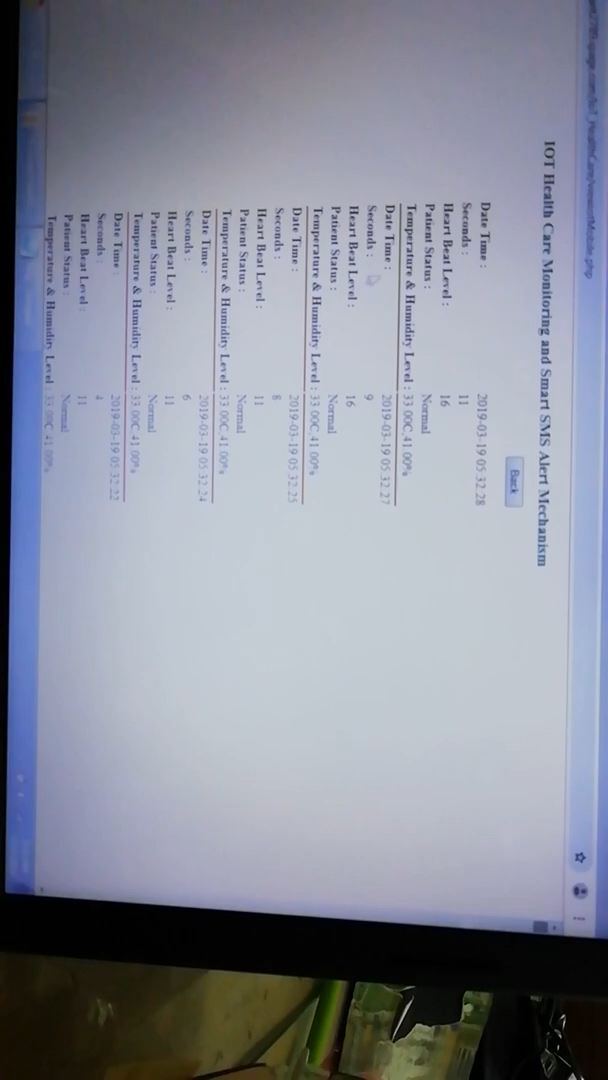 IOT Health Care Monitoring and Smart SMS Alert Mechanism
Back
Date Time : 2019-03-19 05:32:28
Seconds : 11
Heart Beat Level : 16
Patient Status : Normal
Temperature & Humidity Level : 33.00C,41.00%
Date Time : 2019-03-19 05:32:27
Seconds : 9
Heart Beat Level : 16
Patient Status : Normal
Temperature & Humidity Level : 33.00C,41.00%
Date Time : 2019-03-19 05:32:25
Seconds : 8
Heart Beat Level : 11
Patient Status : Normal
Temperature & Humidity Level : 33.00C,41.00%
Date Time : 2019-03-19 05:32:24
Seconds : 6
Heart Beat Level : 11
Patient Status : Normal
Temperature & Humidity Level : 33.00C,41.00%
Date Time : 2019-03-19 05:32:22
Seconds : 4
Heart Beat Level : 11
Patient Status : Normal
Temperature & Humidity Level : 33.00C,41.00%